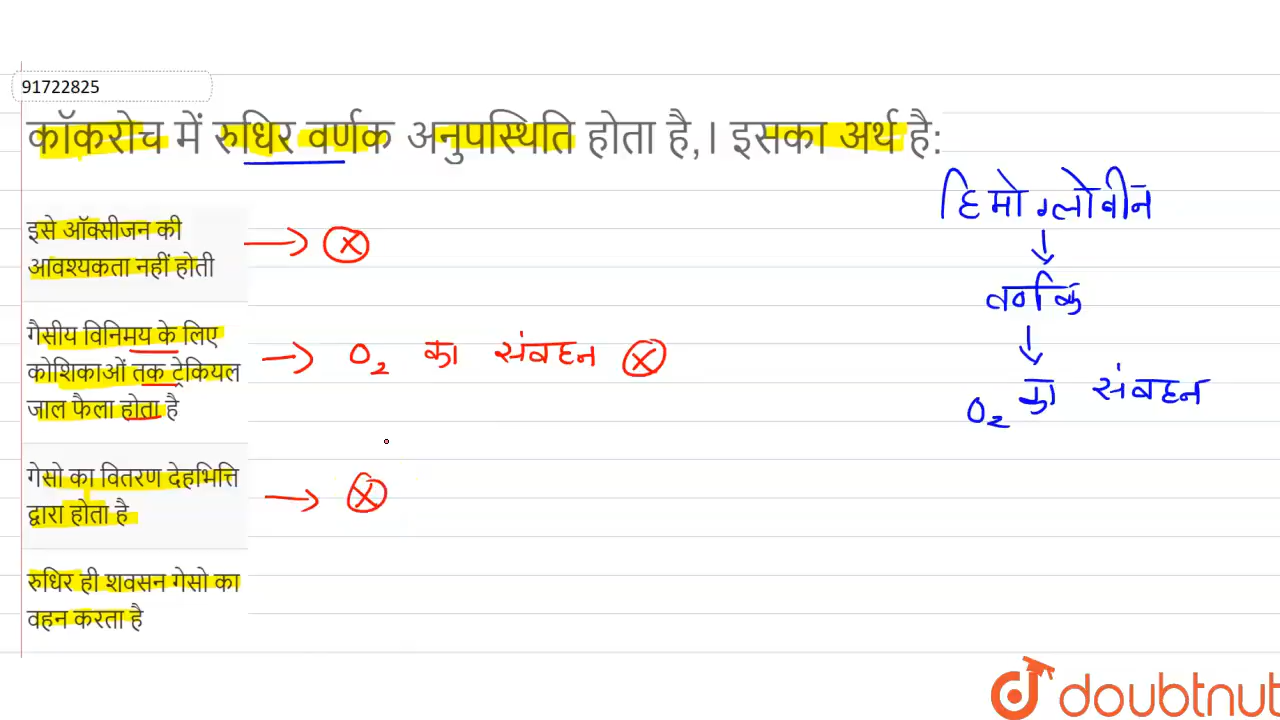 91722825
कॉकरोच में रुधिर वर्णक अनुपस्थिति होता है,। इसका अर्थ है:
इसे ऑक्सीजन की
आवश्यकता नहीं होती
गैसीय विनिमय के लिए
कोशिकाओं तक ट्रेकियल
जाल फैला होता है
O₂ का संवहन
गेसो का वितरण देहभित्ति
द्वारा होता है
रुधिर ही शवसन गेसो का
वहन करता है
हिमोग्लोवीन
वर्णक
O₂ का संवहन
doubtnut